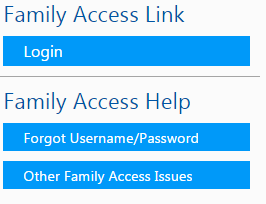 Family Access Link
Login
Family Access Help
Forgot Username/Password
Other Family Access Issues